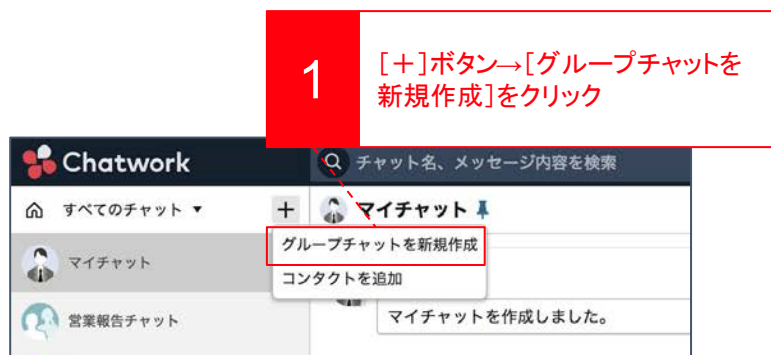 1
[＋]ボタン→[グループチャットを
新規作成]をクリック
Chatwork
チャット名、メッセージ内容を検索
すべてのチャット ▼
＋
マイチャット
グループチャットを新規作成
マイチャット
コンタクトを追加
マイチャットを作成しました。
営業報告チャット